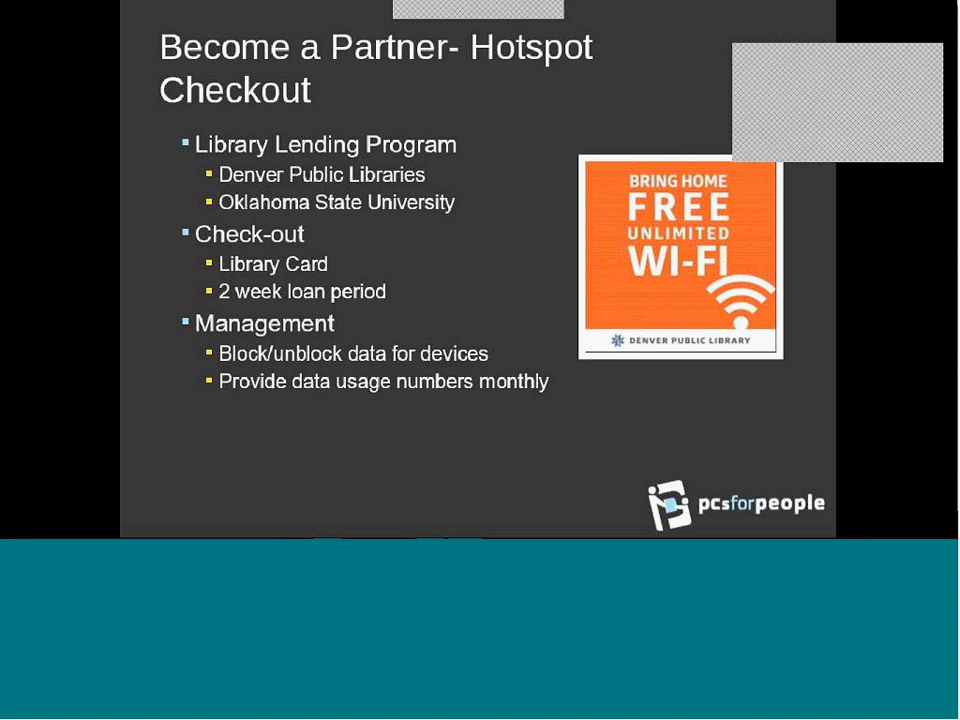 Become a Partner- Hotspot
Checkout
Library Lending Program
Denver Public Libraries
Oklahoma State University
Check-out
Library Card
2 week loan period
Management
Block/unblock data for devices
Provide data usage numbers monthly
BRING HOME
FREE
UNLIMITED
WI-FI
DENVER PUBLIC LIBRARY
pcsforpeople